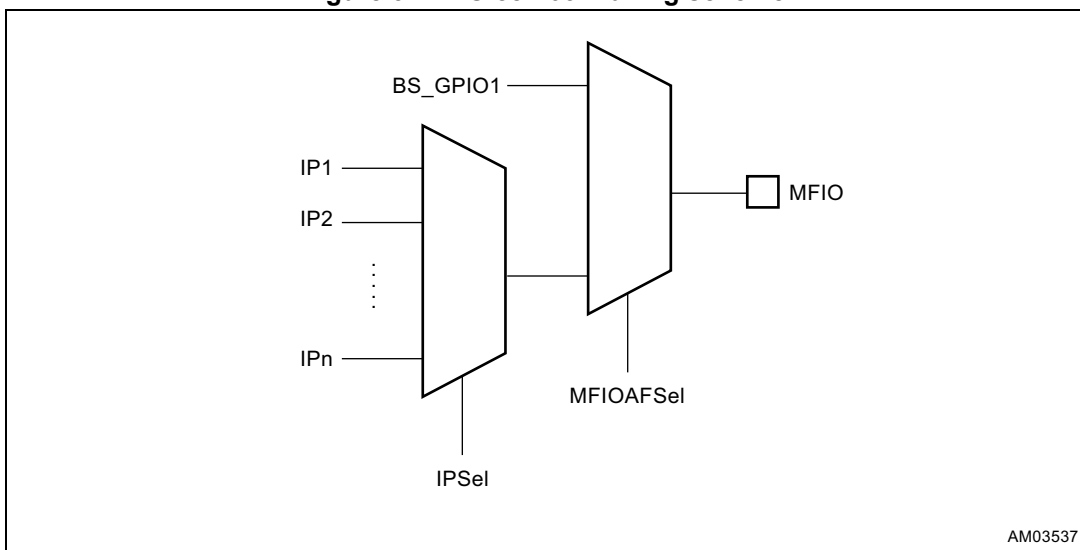 BS_GPIO1
IP1
MFIO
IP2
IPn
MFIOAFSel
IPSel
AM03537